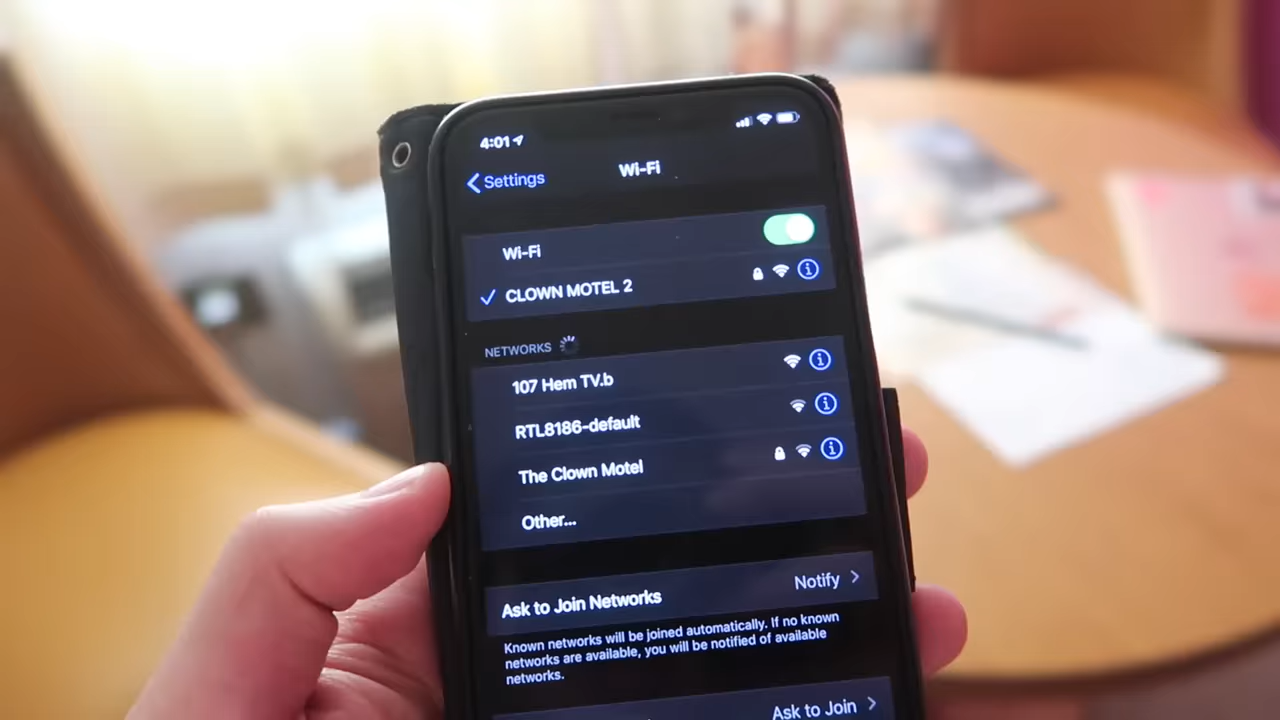 4:01
Settings
Wi-Fi
Wi-Fi
CLOWN MOTEL 2
NETWORKS
107 Hem TV.b
RTL8186-default
The Clown Motel
Other...
Ask to Join Networks
Notify
Known networks will be joined automatically. If no known
networks are available, you will be notified of available
networks.
Ask to Join